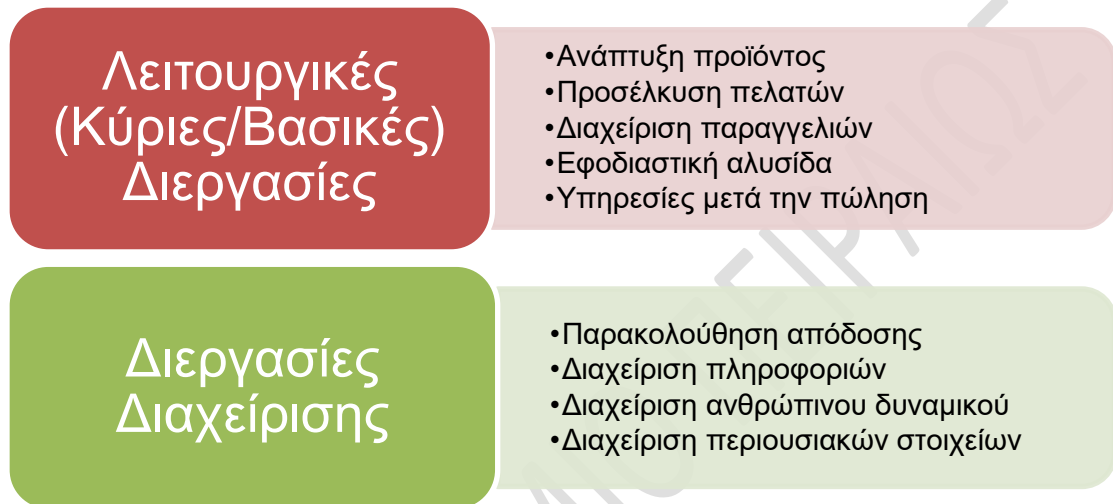 Λειτουργικές
(Κύριες/Βασικές)
Διεργασίες
•Ανάπτυξη προϊόντος
•Προσέλκυση πελατών
•Διαχείριση παραγγελιών
•Εφοδιαστική αλυσίδα
•Υπηρεσίες μετά την πώληση
Διεργασίες
Διαχείρισης
•Παρακολούθηση απόδοσης
•Διαχείριση πληροφοριών
•Διαχείριση ανθρώπινου δυναμικού
•Διαχείριση περιουσιακών στοιχείων